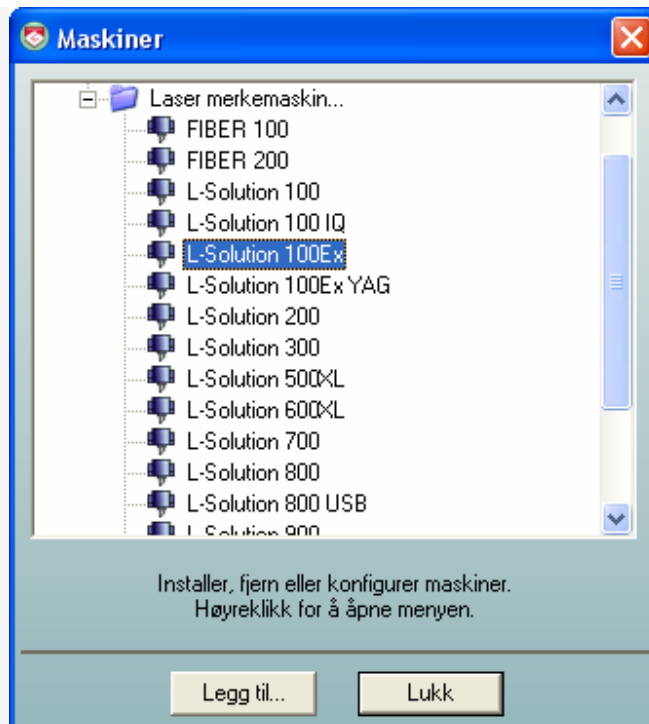 Maskiner
Laser merkemaskin...
FIBER 100
FIBER 200
L-Solution 100
L-Solution 100 IQ
L-Solution 100Ex
L-Solution 100Ex YAG
L-Solution 200
L-Solution 300
L-Solution 500XL
L-Solution 600XL
L-Solution 700
L-Solution 800
L-Solution 800 USB
L-Solution 900
Installer, fjern eller konfigurer maskiner.
Høyreklikk for å åpne menyen.
Legg til...
Lukk